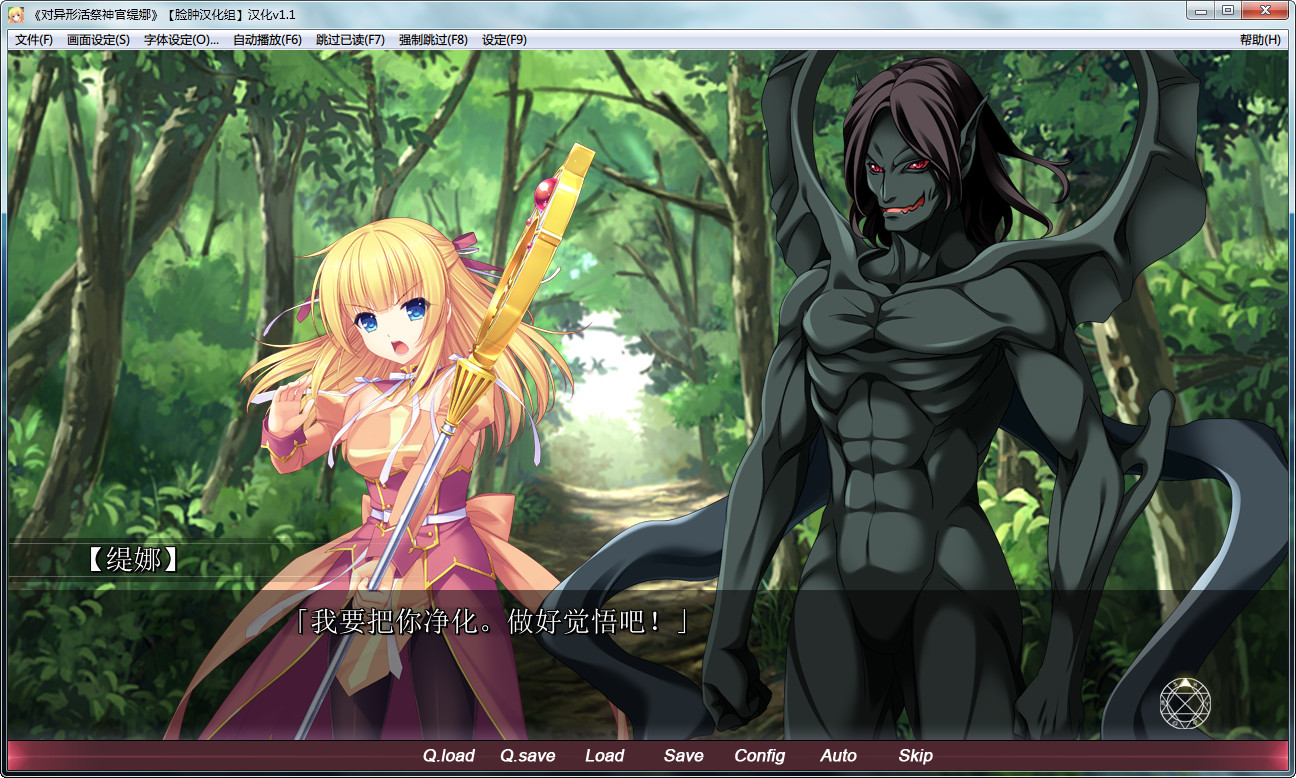 《对异形活祭神官缇娜》【脸肿汉化组】汉化v1.1
文件(F) 画面设定(S) 字体设定(O)... 自动播放(F6) 跳过已读(F7) 强制跳过(F8) 设定(F9) 帮助(H)
【缇娜】
「我要把你净化。做好觉悟吧！」
Q.load Q.save Load Save Config Auto Skip